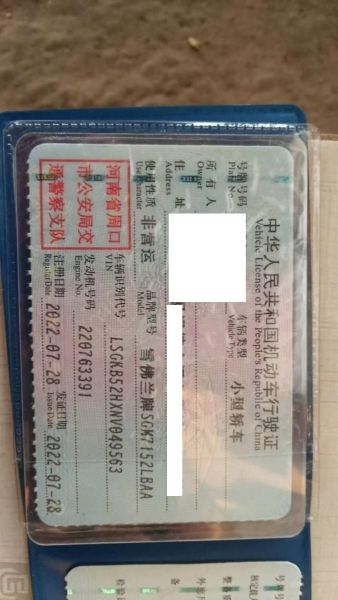 中华人民共和国机动车行驶证
Vehicle License of the People's Republic of China
号牌号码
Plate No.
车辆类型
Vehicle Type
小型轿车
所有人
Owner
住址
Address
使用性质
Use Character
非营运
品牌型号
Model
雪佛兰牌SGK7152LBAA
河南省周口
市公安局交
通警察支队
车辆识别代号
VIN
LSGKB52HXNV049563
发动机号码
Engine No.
220763391
注册日期
Register Date
2022-07-28
发证日期
Issue Date
2022-07-28